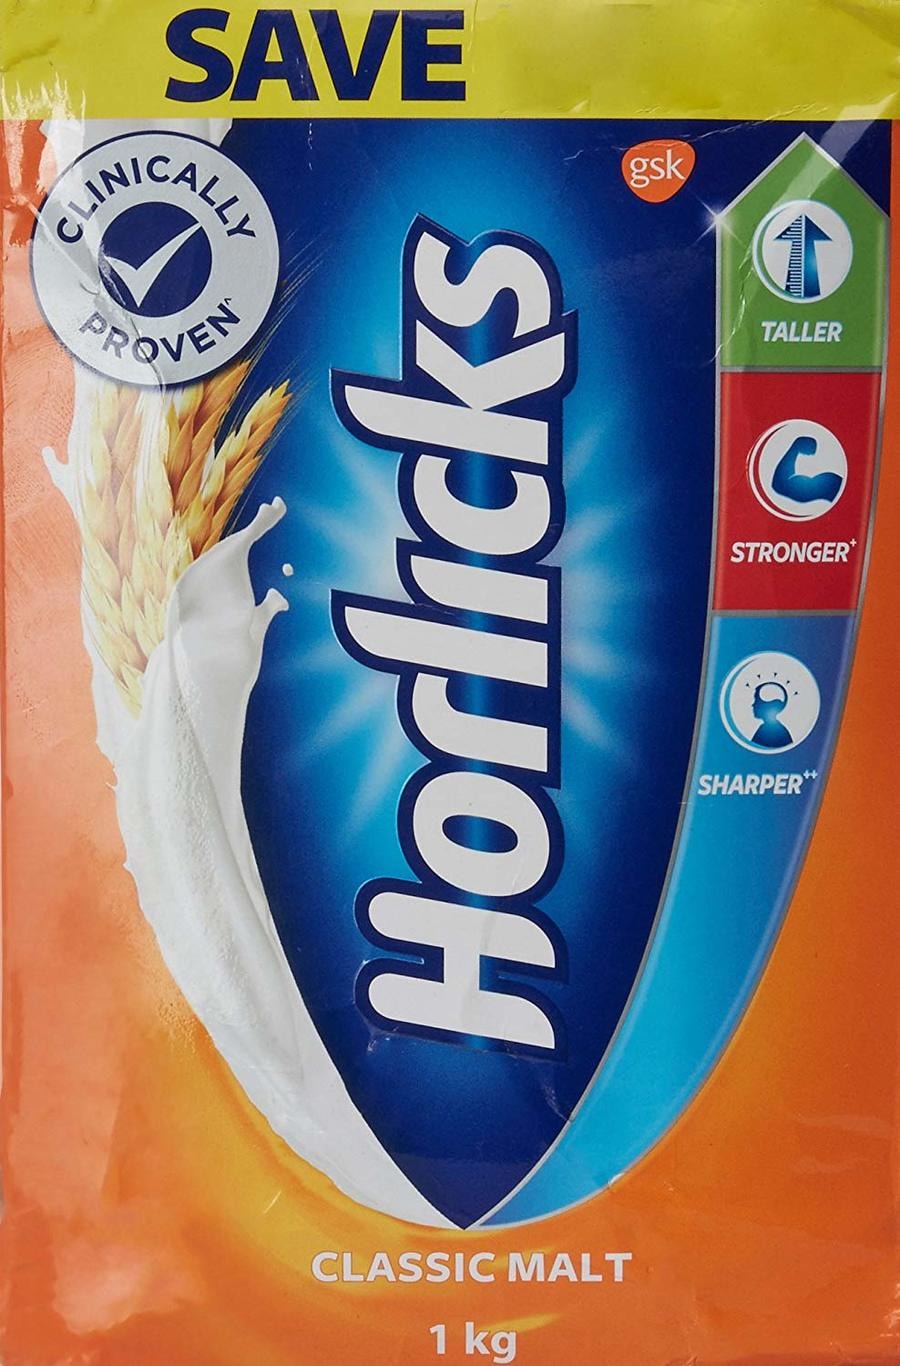 SAVE
CLINICALLY
PROVEN^
gsk
Horlicks
TALLER
STRONGER+
SHARPER++
CLASSIC MALT
1 kg